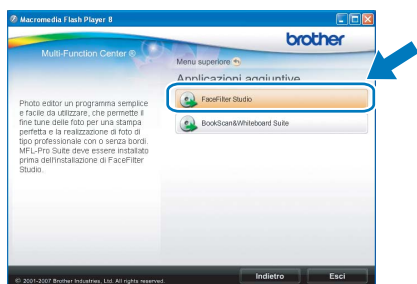 Macromedia Flash Player 8
brother
Multi-Function Center ®
Menu superiore
Applicazioni aggiuntive
FaceFilter Studio
BookScan&Whiteboard Suite
Photo editor un programma semplice
e facile da utilizzare, che permette il
fine tune delle foto per una stampa
perfetta e la realizzazione di foto di
tipo professionale con o senza bordi.
MFL-Pro Suite deve essere installato
prima dell'installazione di FaceFilter
Studio.
© 2001-2007 Brother Industries, Ltd. All rights reserved.
Indietro
Esci